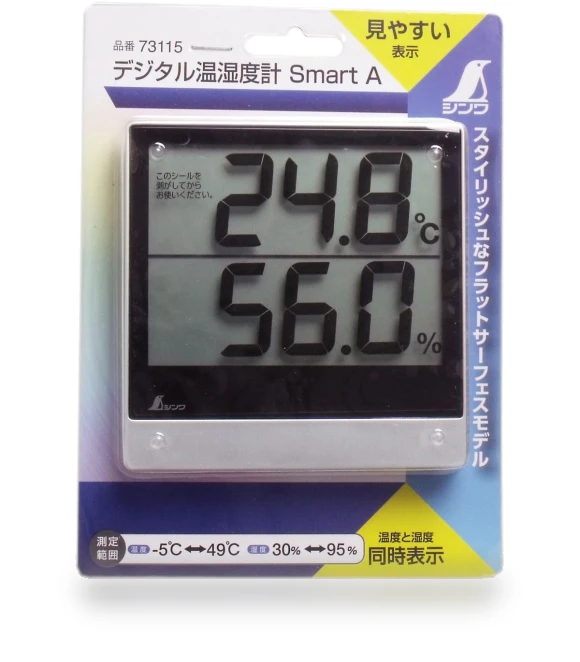 品番 73115
デジタル温湿度計 Smart A
見やすい
表示
シンワ
スタイリッシュなフラットサーフェスモデル
このシールを
剥がしてから
お使いください。
24.8℃
56.0%
シンワ
測定
範囲
温度 -5℃⟷49℃ 湿度 30%⟷95%
温度と湿度
同時表示